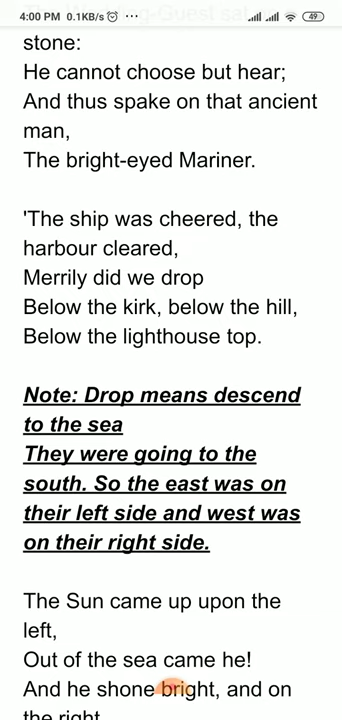 4:00 PM 0.1KB/s ... 49
stone:
He cannot choose but hear;
And thus spake on that ancient
man,
The bright-eyed Mariner.
'The ship was cheered, the
harbour cleared,
Merrily did we drop
Below the kirk, below the hill,
Below the lighthouse top.
Note: Drop means descend
to the sea
They were going to the
south. So the east was on
their left side and west was
on their right side.
The Sun came up upon the
left,
Out of the sea came he!
And he shone bright, and on
the right